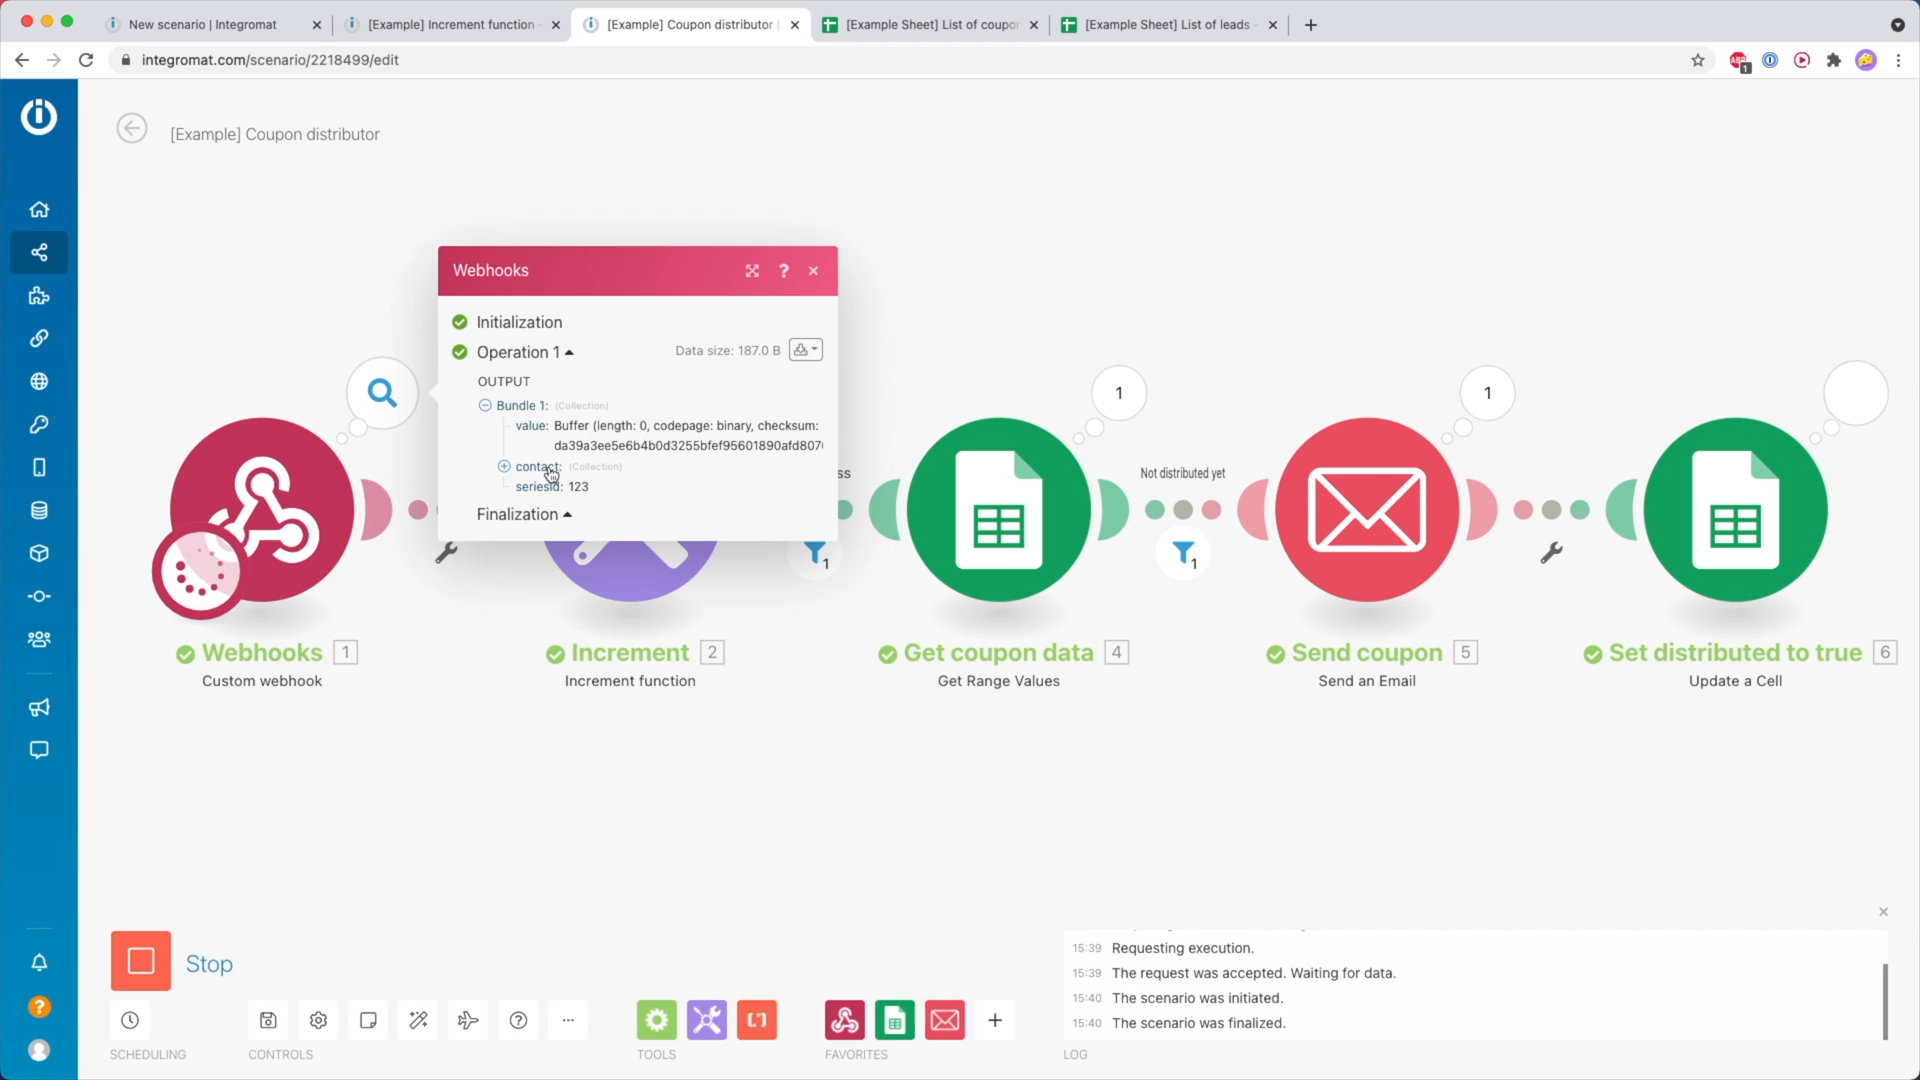 New scenario | Integromat
[Example] Increment function
[Example] Coupon distributor
[Example Sheet] List of coupon
[Example Sheet] List of leads -
integromat.com/scenario/2218499/edit
ABP
1
[Example] Coupon distributor
Webhooks
?
Initialization
Operation 1
Data size: 187.0 B
OUTPUT
Bundle 1: (Collection)
value: Buffer (length: 0, codepage: binary, checksum:
da39a3ee5e6b4b0d3255bfef95601890afd807
contact: (Collection)
seriesId: 123
Finalization
1
1
ss
Not distributed yet
1
1
Webhooks 1
Custom webhook
Increment 2
Increment function
Get coupon data 4
Get Range Values
Send coupon 5
Send an Email
Set distributed to true 6
Update a Cell
Stop
15:39 Requesting execution.
15:39 The request was accepted. Waiting for data.
15:40 The scenario was initiated.
15:40 The scenario was finalized.
SCHEDULING
CONTROLS
TOOLS
FAVORITES
LOG